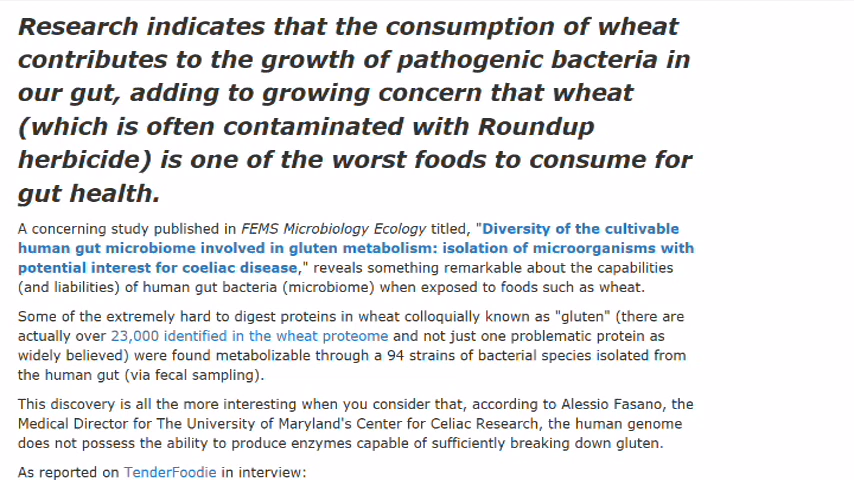 Research indicates that the consumption of wheat
contributes to the growth of pathogenic bacteria in
our gut, adding to growing concern that wheat
(which is often contaminated with Roundup
herbicide) is one of the worst foods to consume for
gut health.
A concerning study published in FEMS Microbiology Ecology titled, "Diversity of the cultivable
human gut microbiome involved in gluten metabolism: isolation of microorganisms with
potential interest for coeliac disease," reveals something remarkable about the capabilities
(and liabilities) of human gut bacteria (microbiome) when exposed to foods such as wheat.
Some of the extremely hard to digest proteins in wheat colloquially known as "gluten" (there are
actually over 23,000 identified in the wheat proteome and not just one problematic protein as
widely believed) were found metabolizable through a 94 strains of bacterial species isolated from
the human gut (via fecal sampling).
This discovery is all the more interesting when you consider that, according to Alessio Fasano, the
Medical Director for The University of Maryland's Center for Celiac Research, the human genome
does not possess the ability to produce enzymes capable of sufficiently breaking down gluten.
As reported on TenderFoodie in interview: